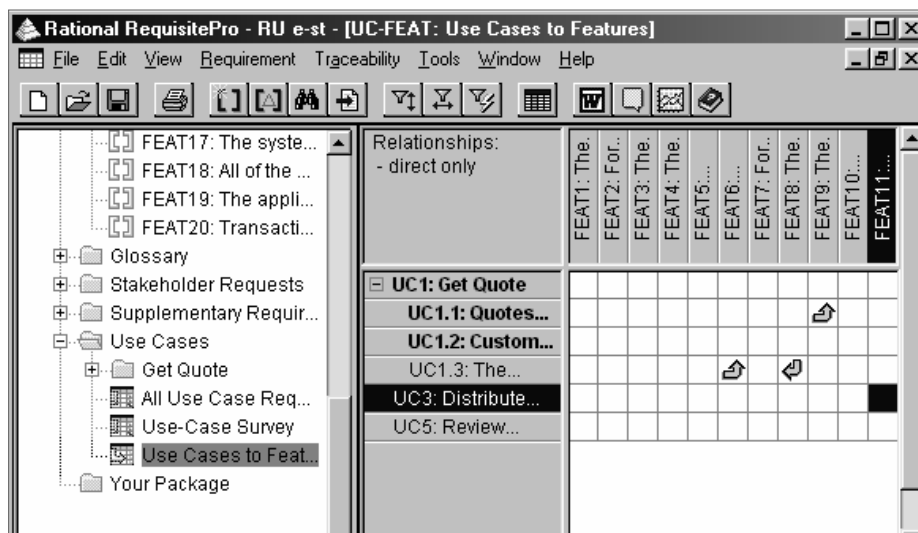 Rational RequisitePro - RU e-st - [UC-FEAT: Use Cases to Features]
File Edit View Requirement Traceability Tools Window Help
FEAT17: The syste...
FEAT18: All of the ...
FEAT19: The appli...
FEAT20: Transacti...
Glossary
Stakeholder Requests
Supplementary Requir...
Use Cases
Get Quote
All Use Case Req...
Use-Case Survey
Use Cases to Feat...
Your Package
Relationships:
- direct only
FEAT1: The..
FEAT2: For..
FEAT3: The..
FEAT4: The..
FEAT5:...
FEAT6:...
FEAT7: For..
FEAT8: The..
FEAT9: The..
FEAT10:...
FEAT11:...
UC1: Get Quote
UC1.1: Quotes...
UC1.2: Custom...
UC1.3: The...
UC3: Distribute...
UC5: Review...